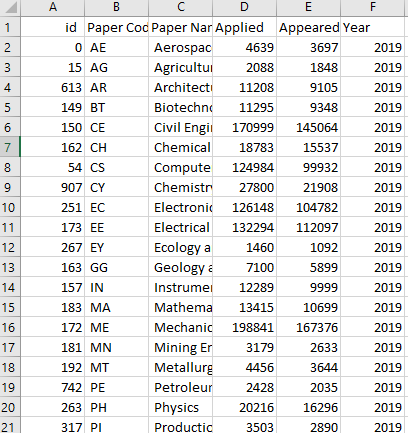 A B C D E F
1 id Paper Cod Paper Nar Applied Appeared Year
2 0 AE Aerospac 4639 3697 2019
3 15 AG Agricultur 2088 1848 2019
4 613 AR Architectu 11208 9105 2019
5 149 BT Biotechno 11295 9348 2019
6 150 CE Civil Engi 170999 145064 2019
7 162 CH Chemical 18783 15537 2019
8 54 CS Compute 124984 99932 2019
9 907 CY Chemistry 27800 21908 2019
10 251 EC Electronic 126148 104782 2019
11 173 EE Electrical 132294 112097 2019
12 267 EY Ecology a 1460 1092 2019
13 163 GG Geology a 7100 5899 2019
14 157 IN Instrumer 12289 9999 2019
15 183 MA Mathema 13415 10699 2019
16 172 ME Mechanic 198841 167376 2019
17 181 MN Mining Er 3179 2633 2019
18 192 MT Metallurg 4456 3644 2019
19 742 PE Petroleur 2428 2035 2019
20 263 PH Physics 20216 16296 2019
21 317 PI Productio 3503 2890 2019